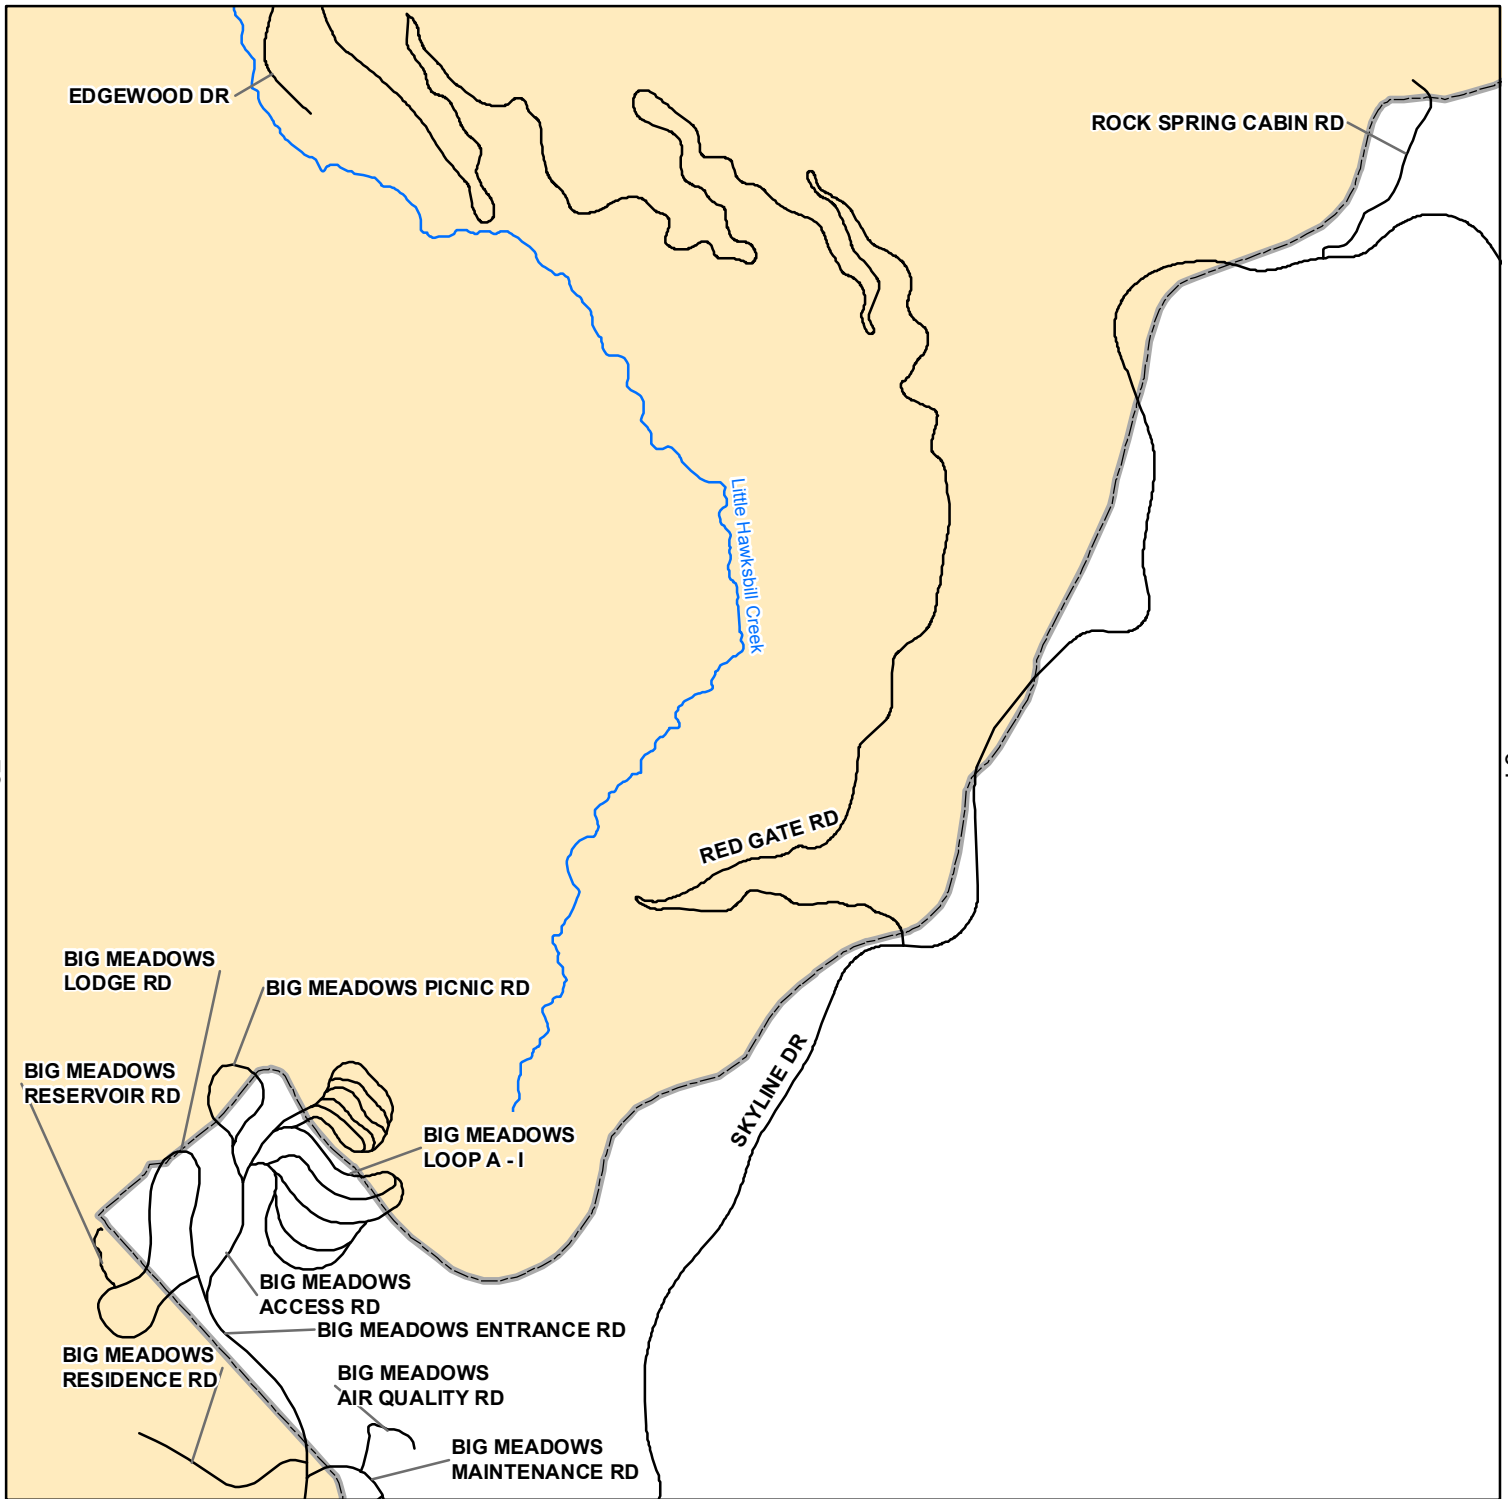 EDGEWOOD DR
ROCK SPRING CABIN RD
Little Hawksbill Creek
RED GATE RD
BIG MEADOWS
LODGE RD
BIG MEADOWS PICNIC RD
SKYLINE DR
BIG MEADOWS
RESERVOIR RD
BIG MEADOWS
LOOP A - I
BIG MEADOWS
ACCESS RD
BIG MEADOWS ENTRANCE RD
BIG MEADOWS
RESIDENCE RD
BIG MEADOWS
AIR QUALITY RD
BIG MEADOWS
MAINTENANCE RD